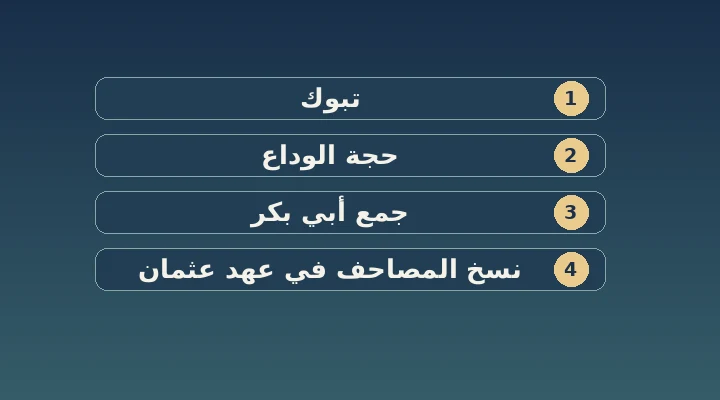 1 تبوك
2 حجة الوداع
3 جمع أبي بكر
4 نسخ المصاحف في عهد عثمان